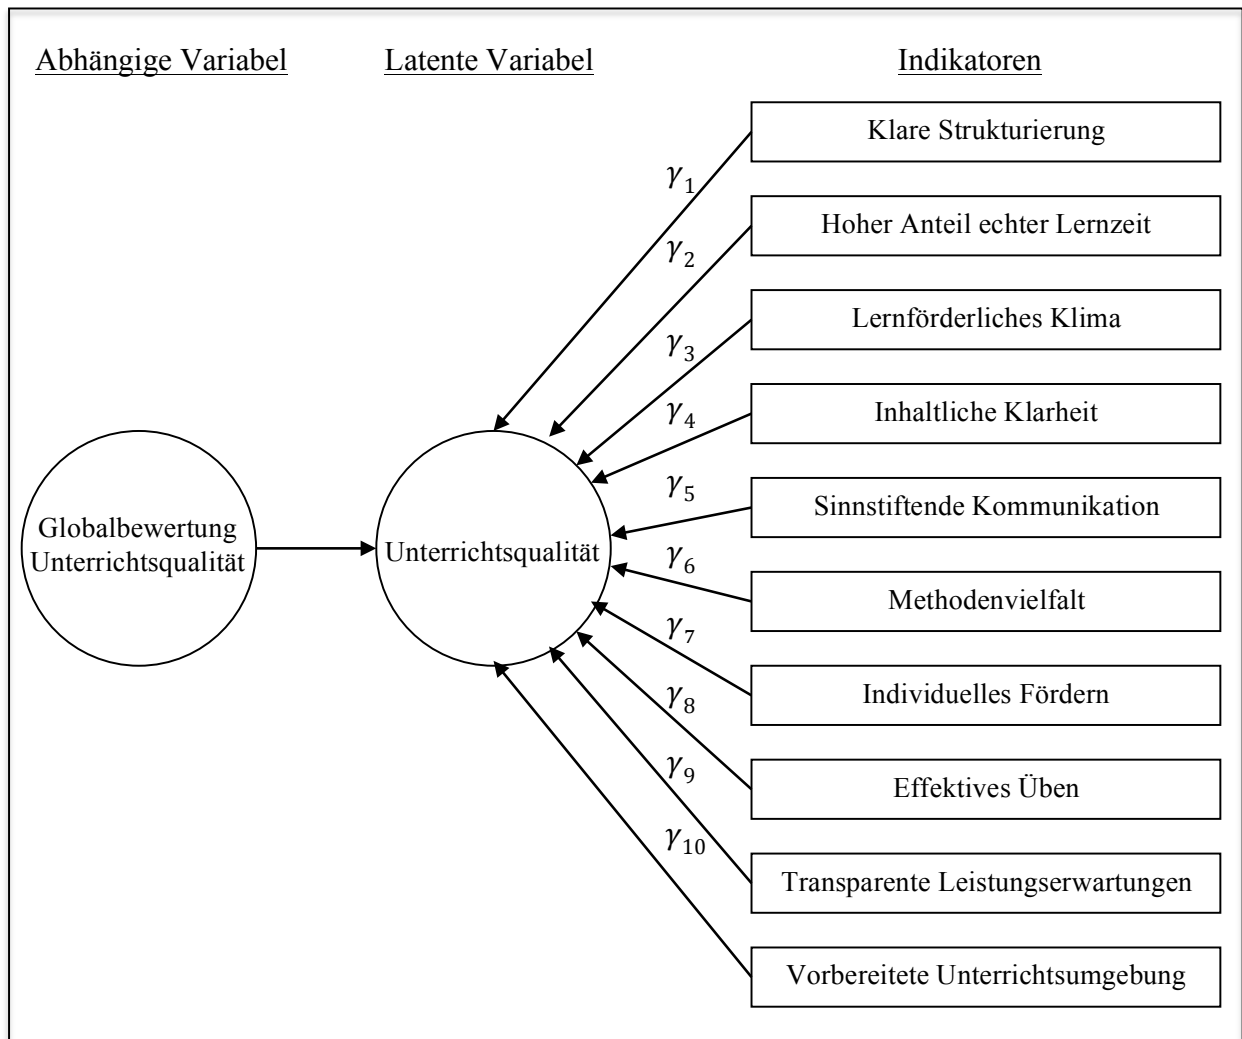 Abhängige Variabel
Latente Variabel
Indikatoren
Klare Strukturierung
γ1
Hoher Anteil echter Lernzeit
γ2
Lernförderliches Klima
γ3
Inhaltliche Klarheit
γ4
Sinnstiftende Kommunikation
γ5
Globalbewertung
Unterrichtsqualität
Unterrichtsqualität
Methodenvielfalt
γ6
Individuelles Fördern
γ7
Effektives Üben
γ8
Transparente Leistungserwartungen
γ9
Vorbereitete Unterrichtsumgebung
γ10